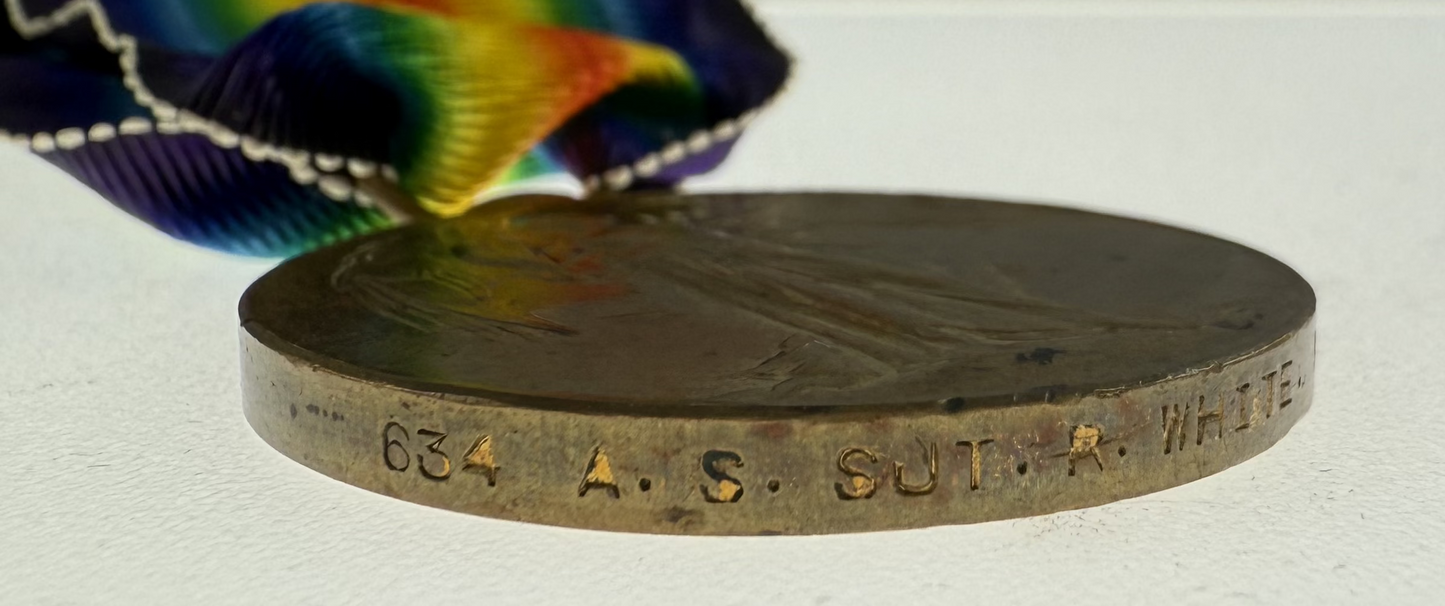 634 A. S. SJT. R. WHITE.